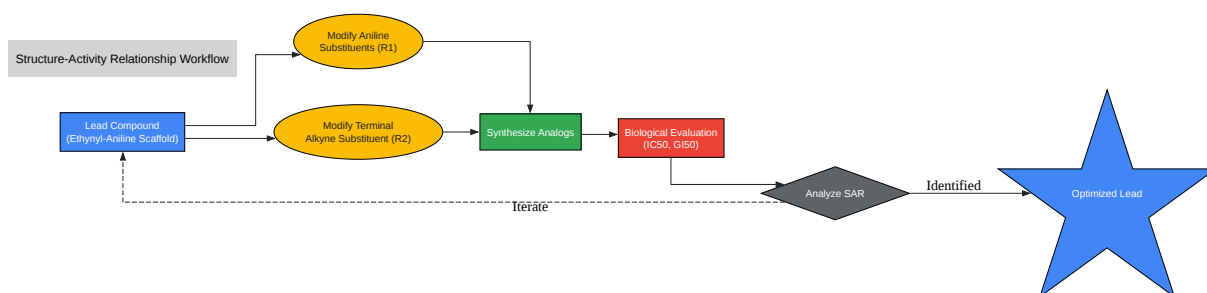 Structure-Activity Relationship Workflow
Modify Aniline
Substituents (R1)
Lead Compound
(Ethynyl-Aniline Scaffold)
Modify Terminal
Alkyne Substituent (R2)
Synthesize Analogs
Biological Evaluation
(IC50, GI50)
Analyze SAR
Identified
Optimized Lead
Iterate